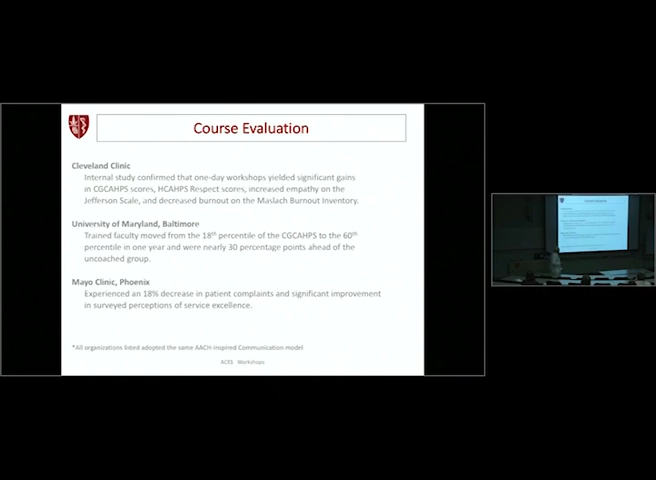 Course Evaluation
Cleveland Clinic
Internal study confirmed that one-day workshops yielded significant gains
in CGCAHPS scores, HCAHPS Respect scores, increased empathy on the
Jefferson Scale, and decreased burnout on the Maslach Burnout Inventory.
University of Maryland, Baltimore
Trained faculty moved from the 18th percentile of the CGCAHPS to the 60th
percentile in one year and were nearly 30 percentage points ahead of the
uncoached group.
Mayo Clinic, Phoenix
Experienced an 18% decrease in patient complaints and significant improvement
in surveyed perceptions of service excellence.
*All organizations listed adopted the same AACH-inspired Communication model
ACES Workshops